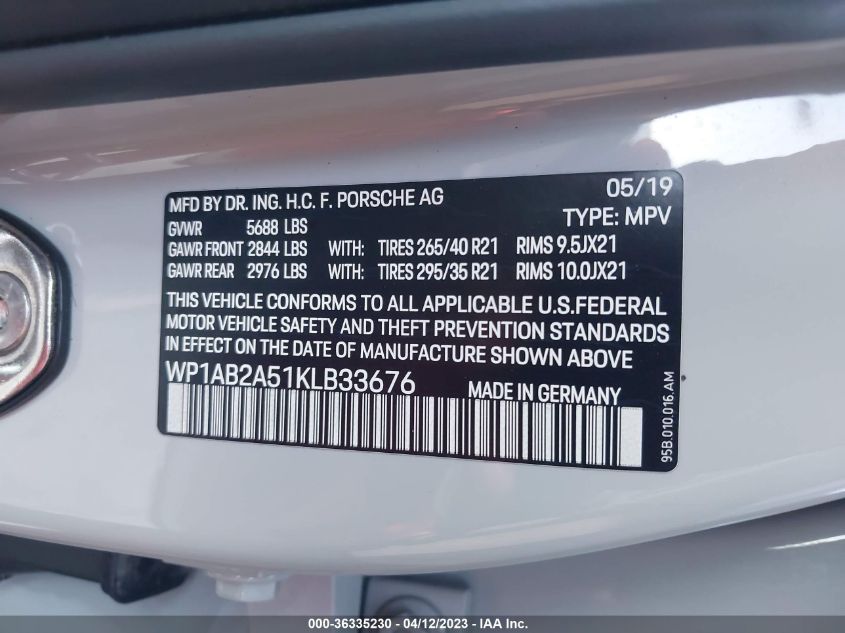 MFD BY DR. ING. H.C. F. PORSCHE AG 05/19
GVWR 5688 LBS TYPE: MPV
GAWR FRONT 2844 LBS WITH: TIRES 265/40 R21 RIMS 9.5JX21
GAWR REAR 2976 LBS WITH: TIRES 295/35 R21 RIMS 10.0JX21
THIS VEHICLE CONFORMS TO ALL APPLICABLE U.S.FEDERAL
MOTOR VEHICLE SAFETY AND THEFT PREVENTION STANDARDS
IN EFFECT ON THE DATE OF MANUFACTURE SHOWN ABOVE
WP1AB2A51KLB33676 MADE IN GERMANY
95B.010.016.AM
000-36335230 - 04/12/2023 - IAAI.com